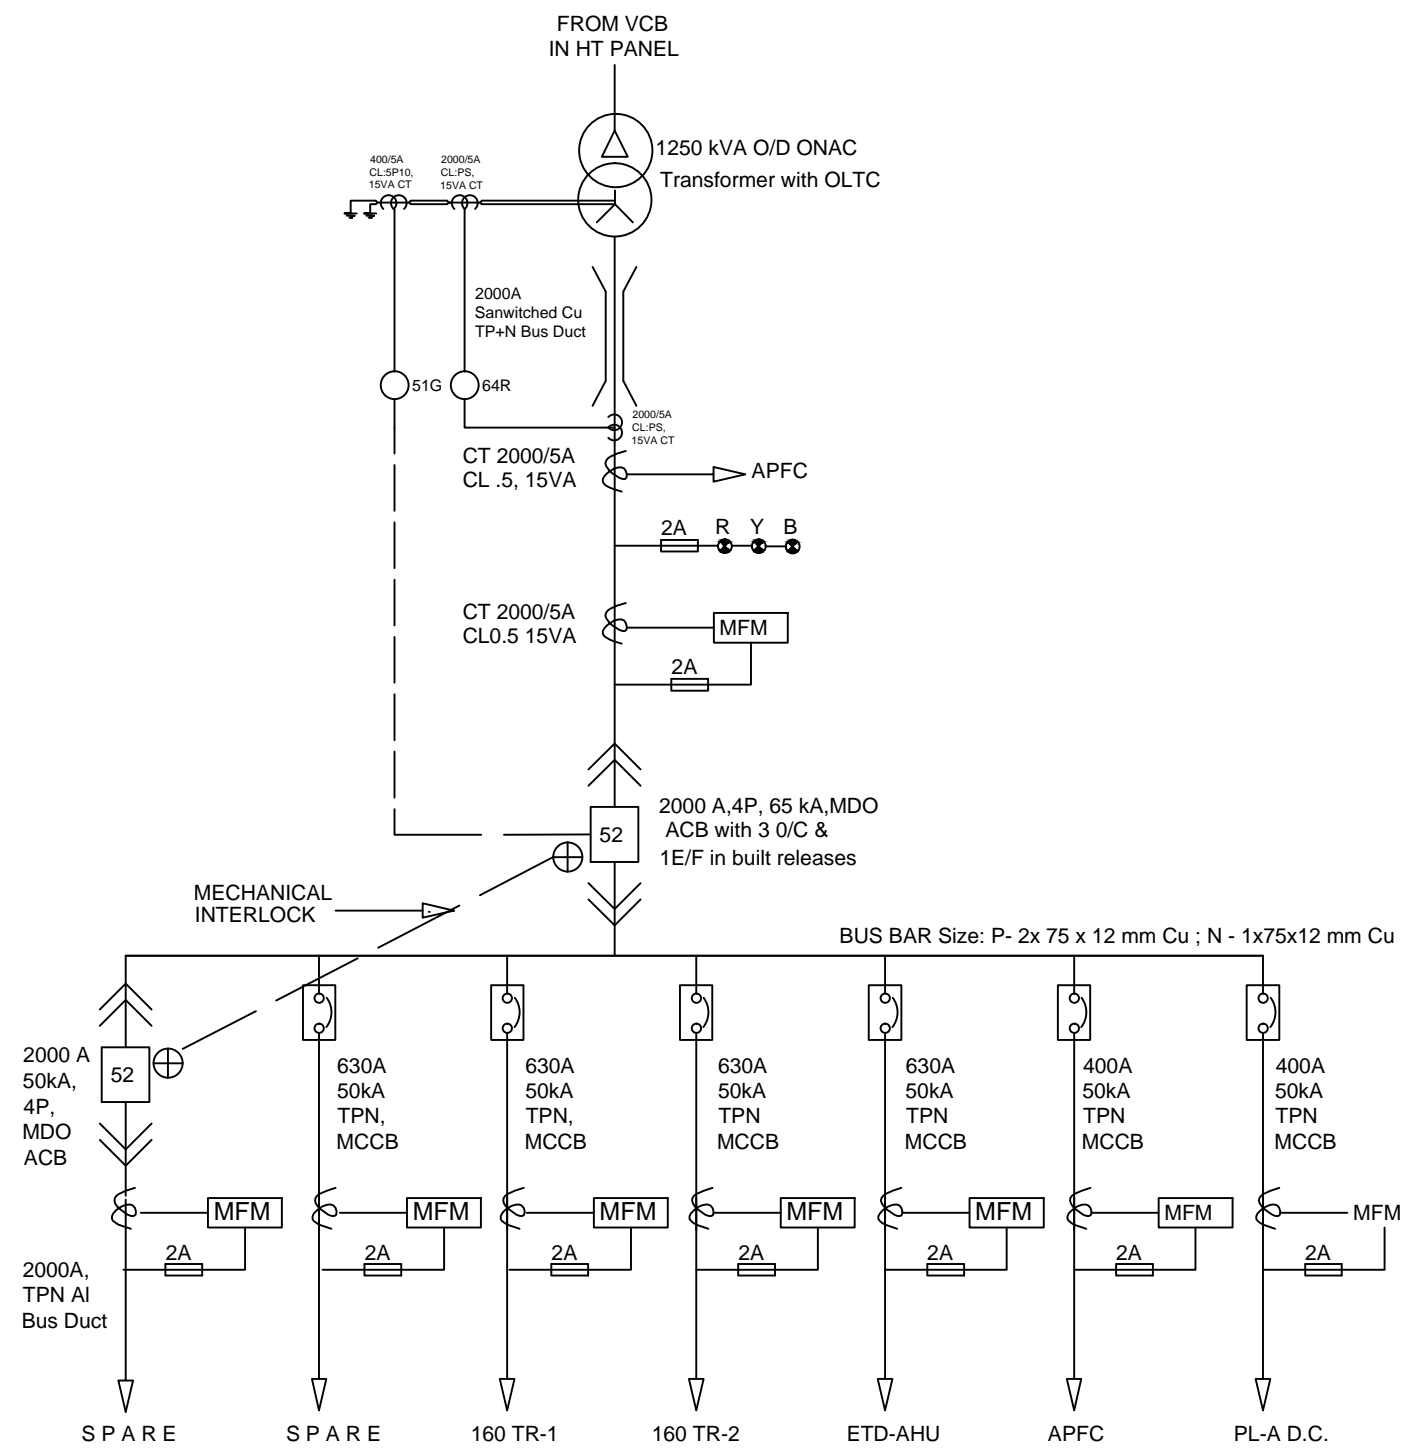 FROM VCB
IN HT PANEL
1250 kVA O/D ONAC
Transformer with OLTC
400/5A
CL:5P10,
15VA CT
2000/5A
CL:PS,
15VA CT
2000A
Sanwitched Cu
TP+N Bus Duct
51G
64R
2000/5A
CL:PS,
15VA CT
CT 2000/5A
CL .5, 15VA
APFC
2A
R Y B
CT 2000/5A
CL0.5 15VA
MFM
2A
52
2000 A,4P, 65 kA,MDO
ACB with 3 0/C &
1E/F in built releases
MECHANICAL
INTERLOCK
BUS BAR Size: P- 2x 75 x 12 mm Cu ; N - 1x75x12 mm Cu
2000 A
50kA,
4P,
MDO
ACB
52
MFM
2A
2000A,
TPN Al
Bus Duct
S P A R E
630A
50kA
TPN,
MCCB
MFM
2A
S P A R E
630A
50kA
TPN,
MCCB
MFM
2A
160 TR-1
630A
50kA
TPN
MCCB
MFM
2A
160 TR-2
630A
50kA
TPN
MCCB
MFM
2A
ETD-AHU
400A
50kA
TPN
MCCB
MFM
2A
APFC
400A
50kA
TPN
MCCB
MFM
2A
PL-A D.C.